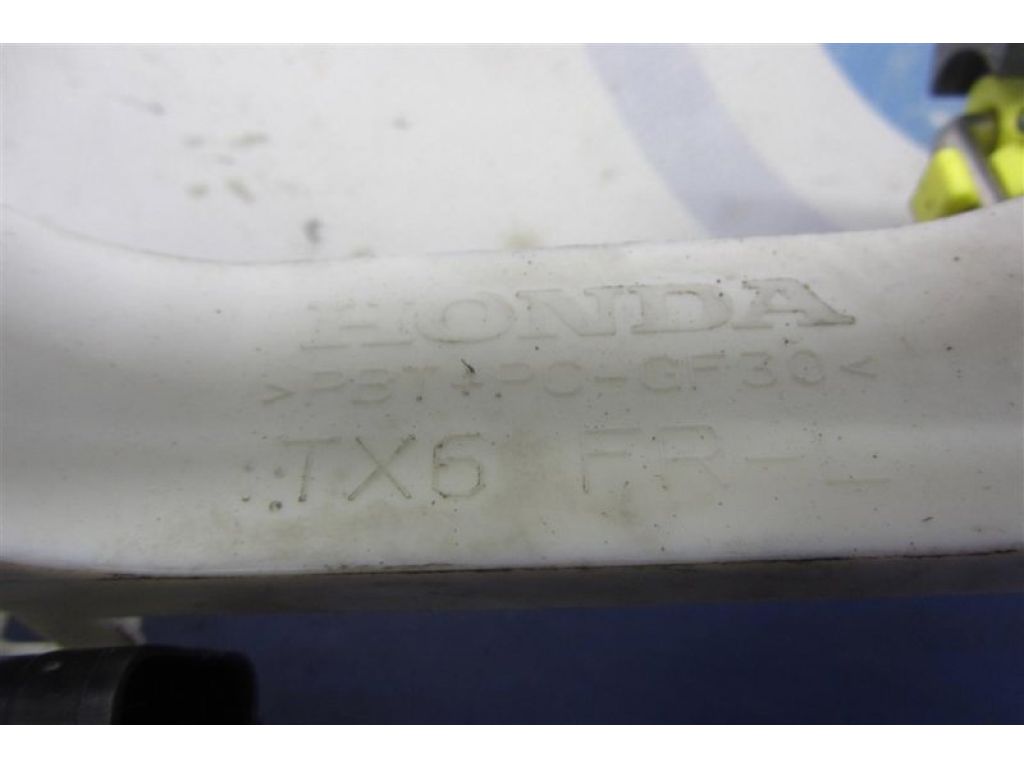 HONDA
>PBT+PC-GF30<
TX6 FR-L